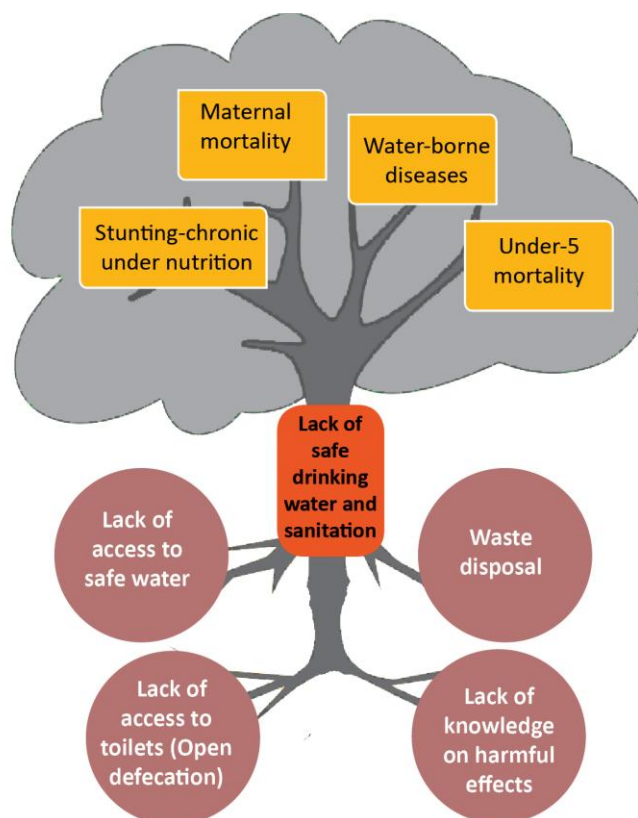 Maternal
mortality
Water-borne
diseases
Stunting-chronic
under nutrition
Under-5
mortality
Lack of
safe
drinking
water and
sanitation
Lack of
access to
safe water
Waste
disposal
Lack of
access to
toilets (Open
defecation)
Lack of
knowledge
on harmful
effects